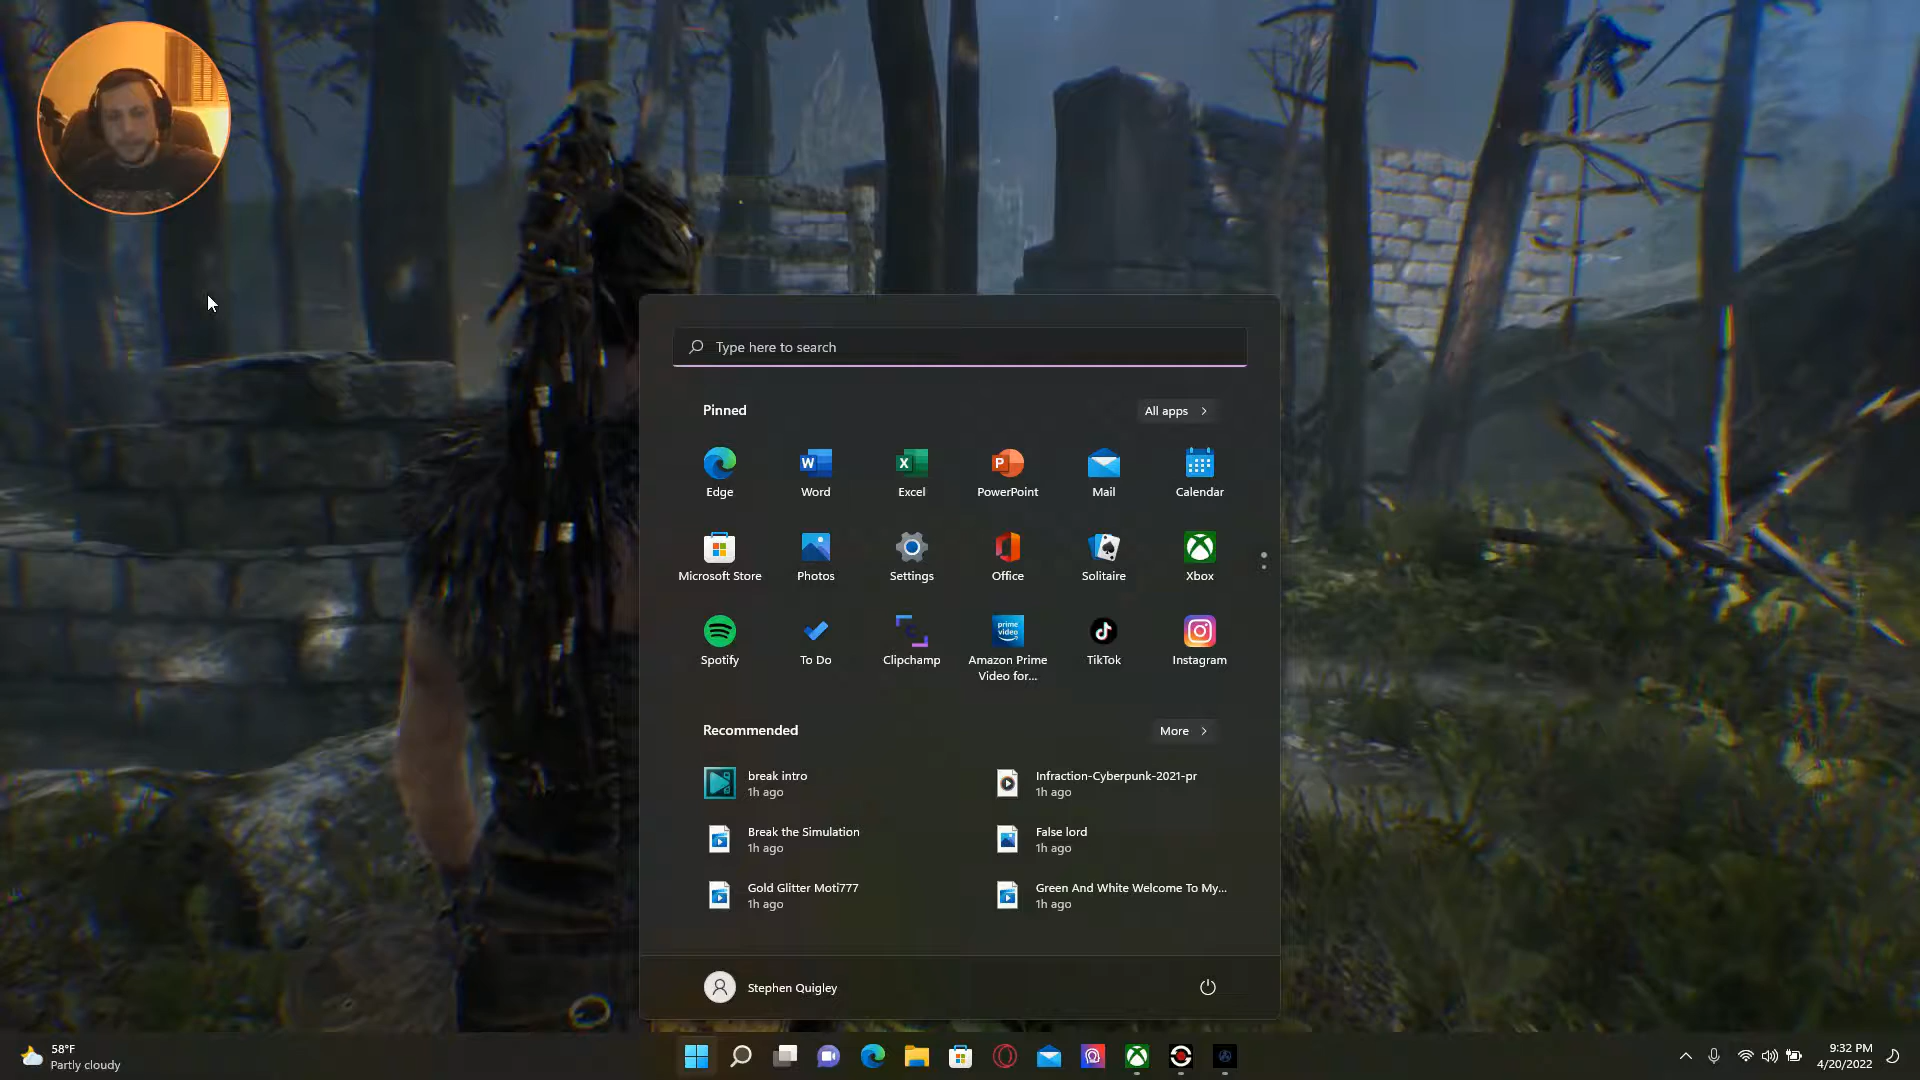 Type here to search
Pinned
All apps
Edge
Word
Excel
PowerPoint
Mail
Calendar
Microsoft Store
Photos
Settings
Office
Solitaire
Xbox
Spotify
To Do
Clipchamp
prime video
Amazon Prime
Video for...
TikTok
Instagram
Recommended
More
break intro
1h ago
Infraction-Cyberpunk-2021-pr
1h ago
Break the Simulation
1h ago
False lord
1h ago
Gold Glitter Moti777
1h ago
Green And White Welcome To My...
1h ago
Stephen Quigley
58°F
Partly cloudy
9:32 PM
4/20/2022